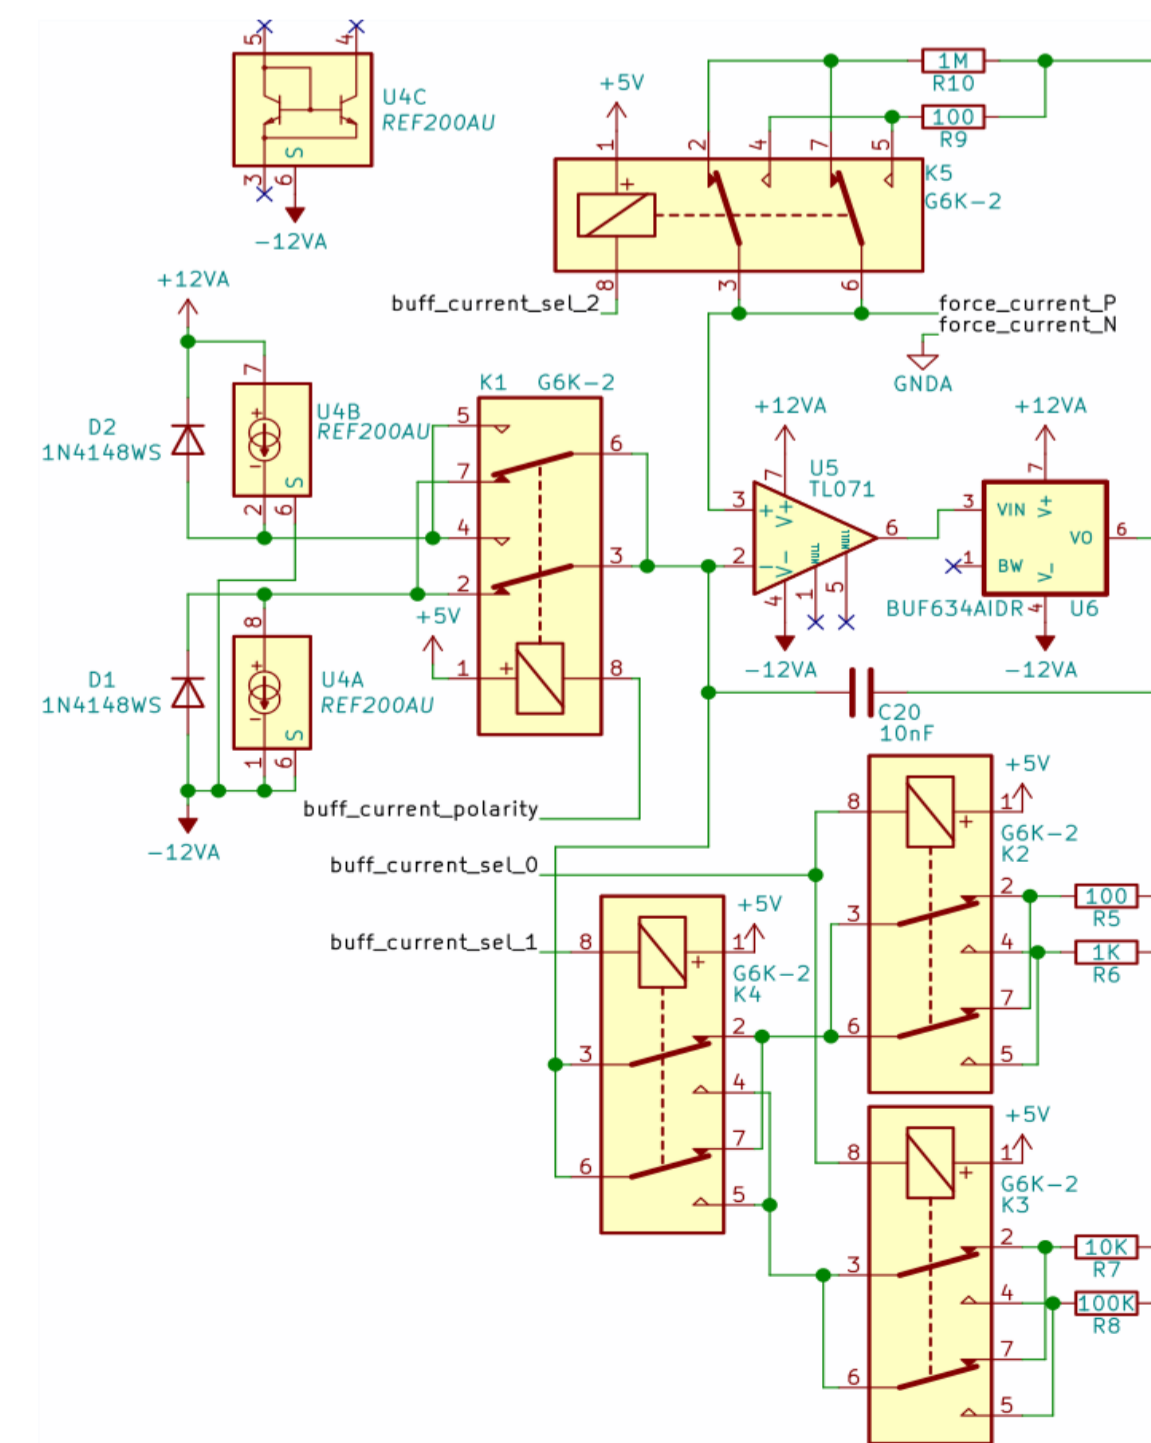 5
4
U4C
REF200AU
S
3
6
-12VA
1M
R10
100
R9
+5V
1
2
4
7
5
+
K5
G6K-2
8
3
6
buff_current_sel_2
force_current_P
force_current_N
GNDA
+12VA
7
D2
1N4148WS
U4B
REF200AU
+
-
S
2
6
K1
G6K-2
5
7
4
2
6
3
+5V
1
+
8
+12VA
7
U5
TL071
3
+
V+
2
-
V-
NULL
NULL
6
4
1
5
-12VA
+12VA
7
3
VIN
V+
VO
6
1
BW
V_
BUF634AIDR
4
U6
-12VA
8
D1
1N4148WS
U4A
REF200AU
+
-
S
1
6
-12VA
C20
10nF
buff_current_polarity
buff_current_sel_0
buff_current_sel_1
+5V
8
1
+
G6K-2
K2
2
3
4
7
6
5
100
R5
1K
R6
+5V
8
1
+
G6K-2
K4
2
3
4
7
6
5
+5V
8
1
+
G6K-2
K3
2
3
4
7
6
5
10K
R7
100K
R8